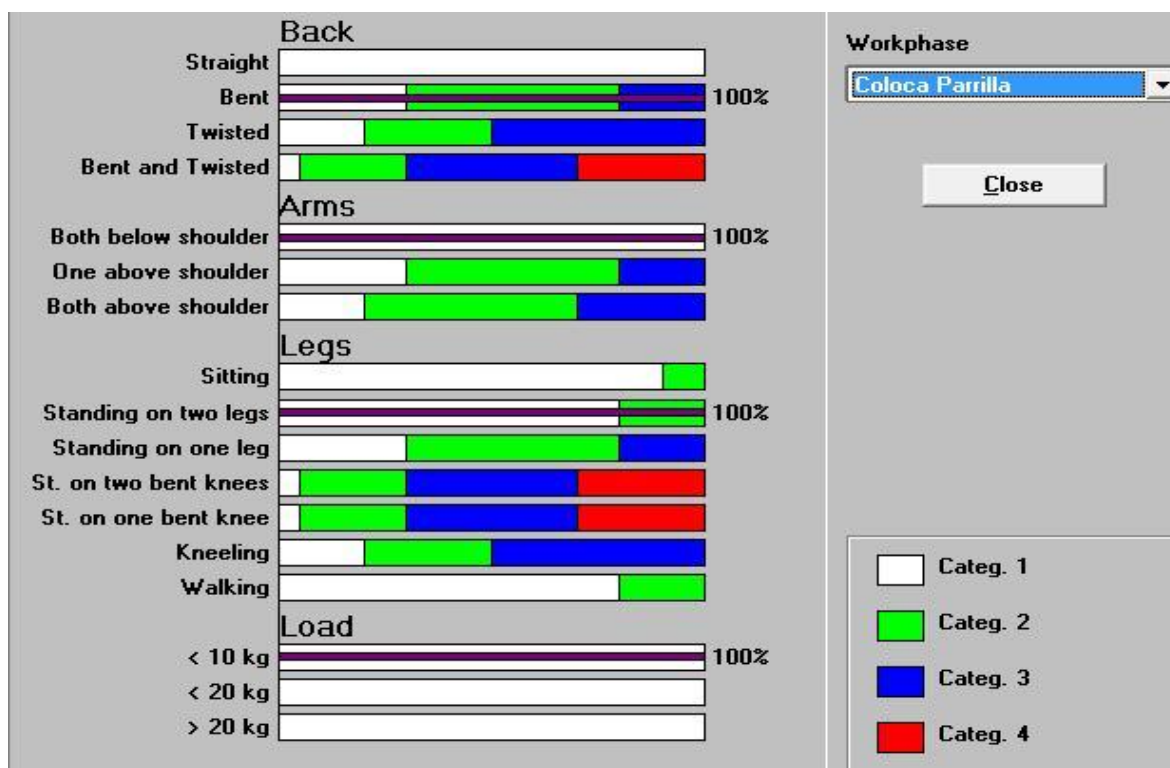 Back
Straight
Bent 100%
Twisted
Bent and Twisted
Arms
Both below shoulder 100%
One above shoulder
Both above shoulder
Legs
Sitting
Standing on two legs 100%
Standing on one leg
St. on two bent knees
St. on one bent knee
Kneeling
Walking
Load
< 10 kg 100%
< 20 kg
> 20 kg
Workphase
Coloca Parrilla
Close
Categ. 1
Categ. 2
Categ. 3
Categ. 4